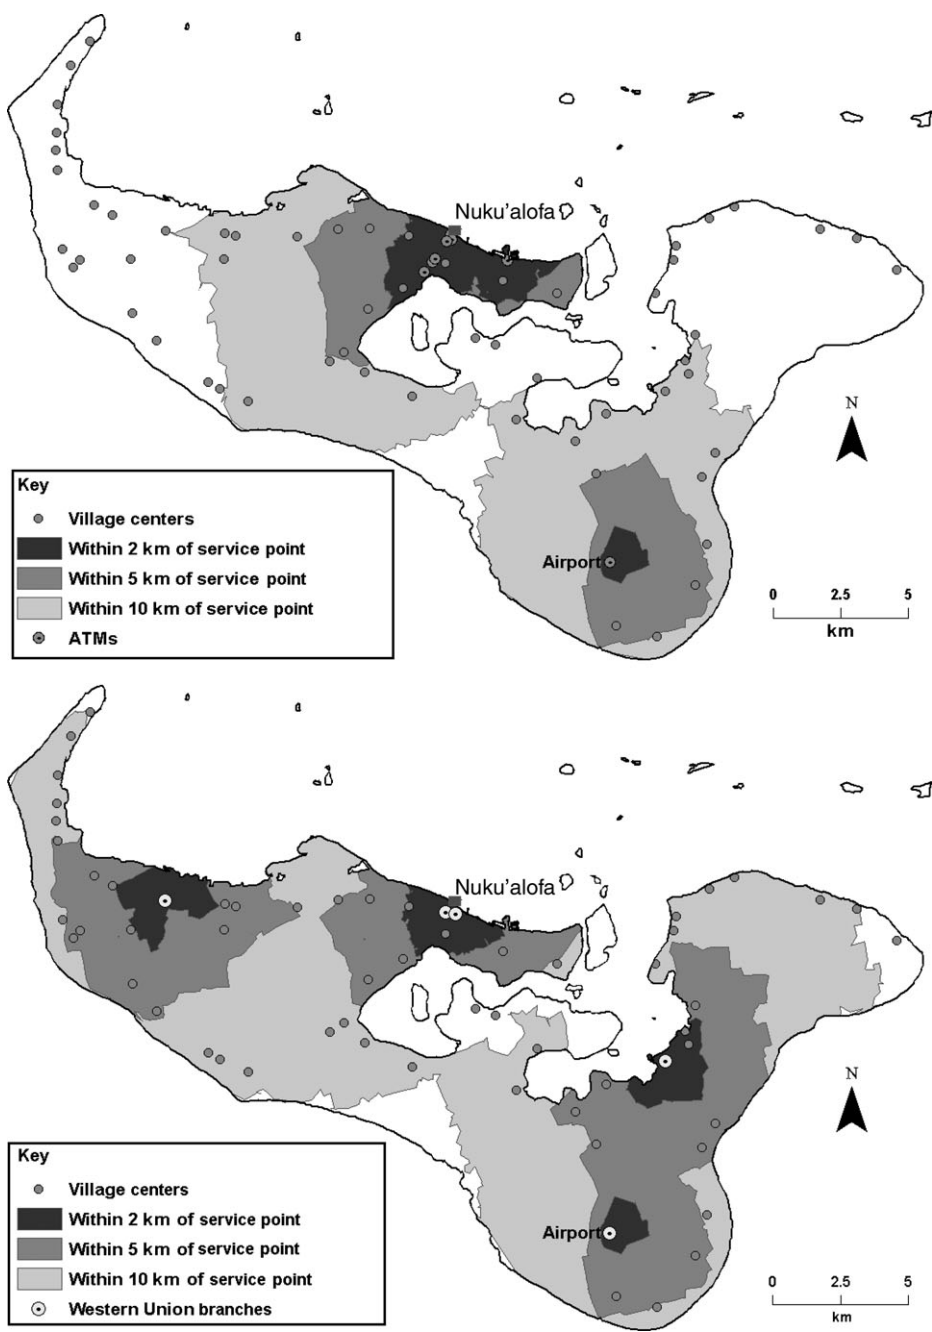 Nuku'alofa
N
Key
Village centers
Within 2 km of service point
Within 5 km of service point
Within 10 km of service point
ATMs
Airport
0 2.5 5
km
Nuku'alofa
N
Key
Village centers
Within 2 km of service point
Within 5 km of service point
Within 10 km of service point
Western Union branches
Airport
0 2.5 5
km